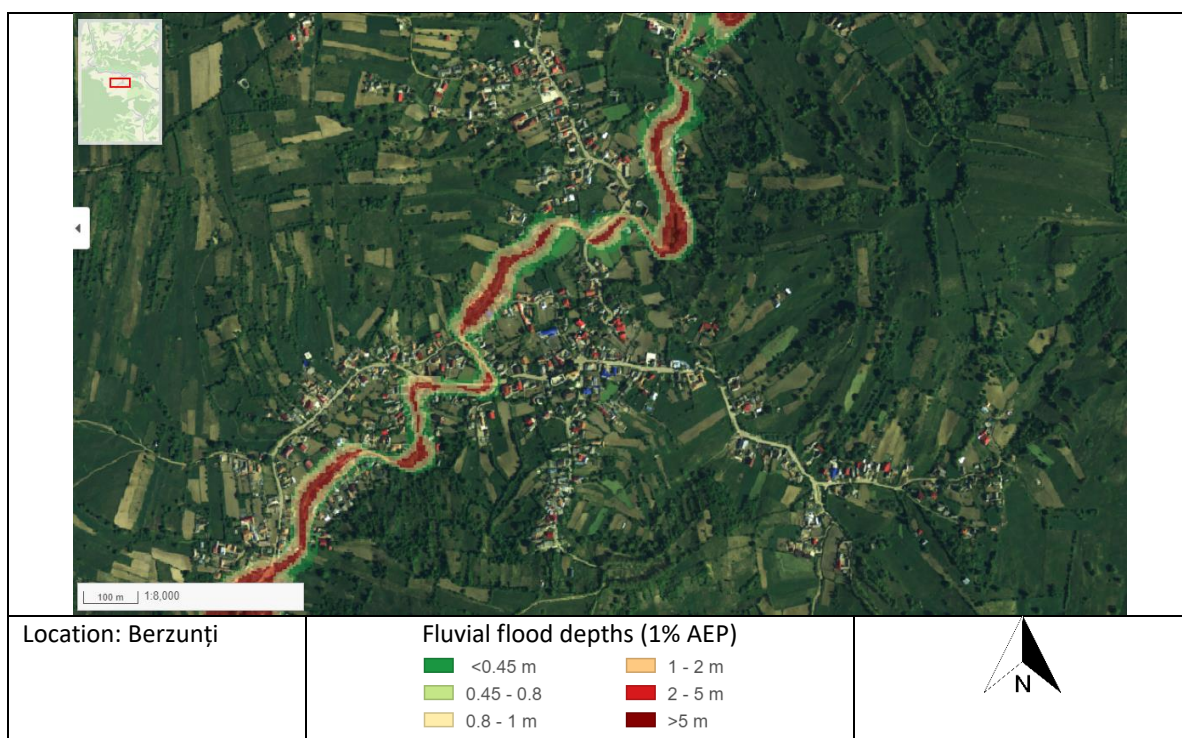 100 m 1:8,000
Location: Berzunți
Fluvial flood depths (1% AEP)
<0.45 m
0.45 - 0.8
0.8 - 1 m
1 - 2 m
2 - 5 m
>5 m
N